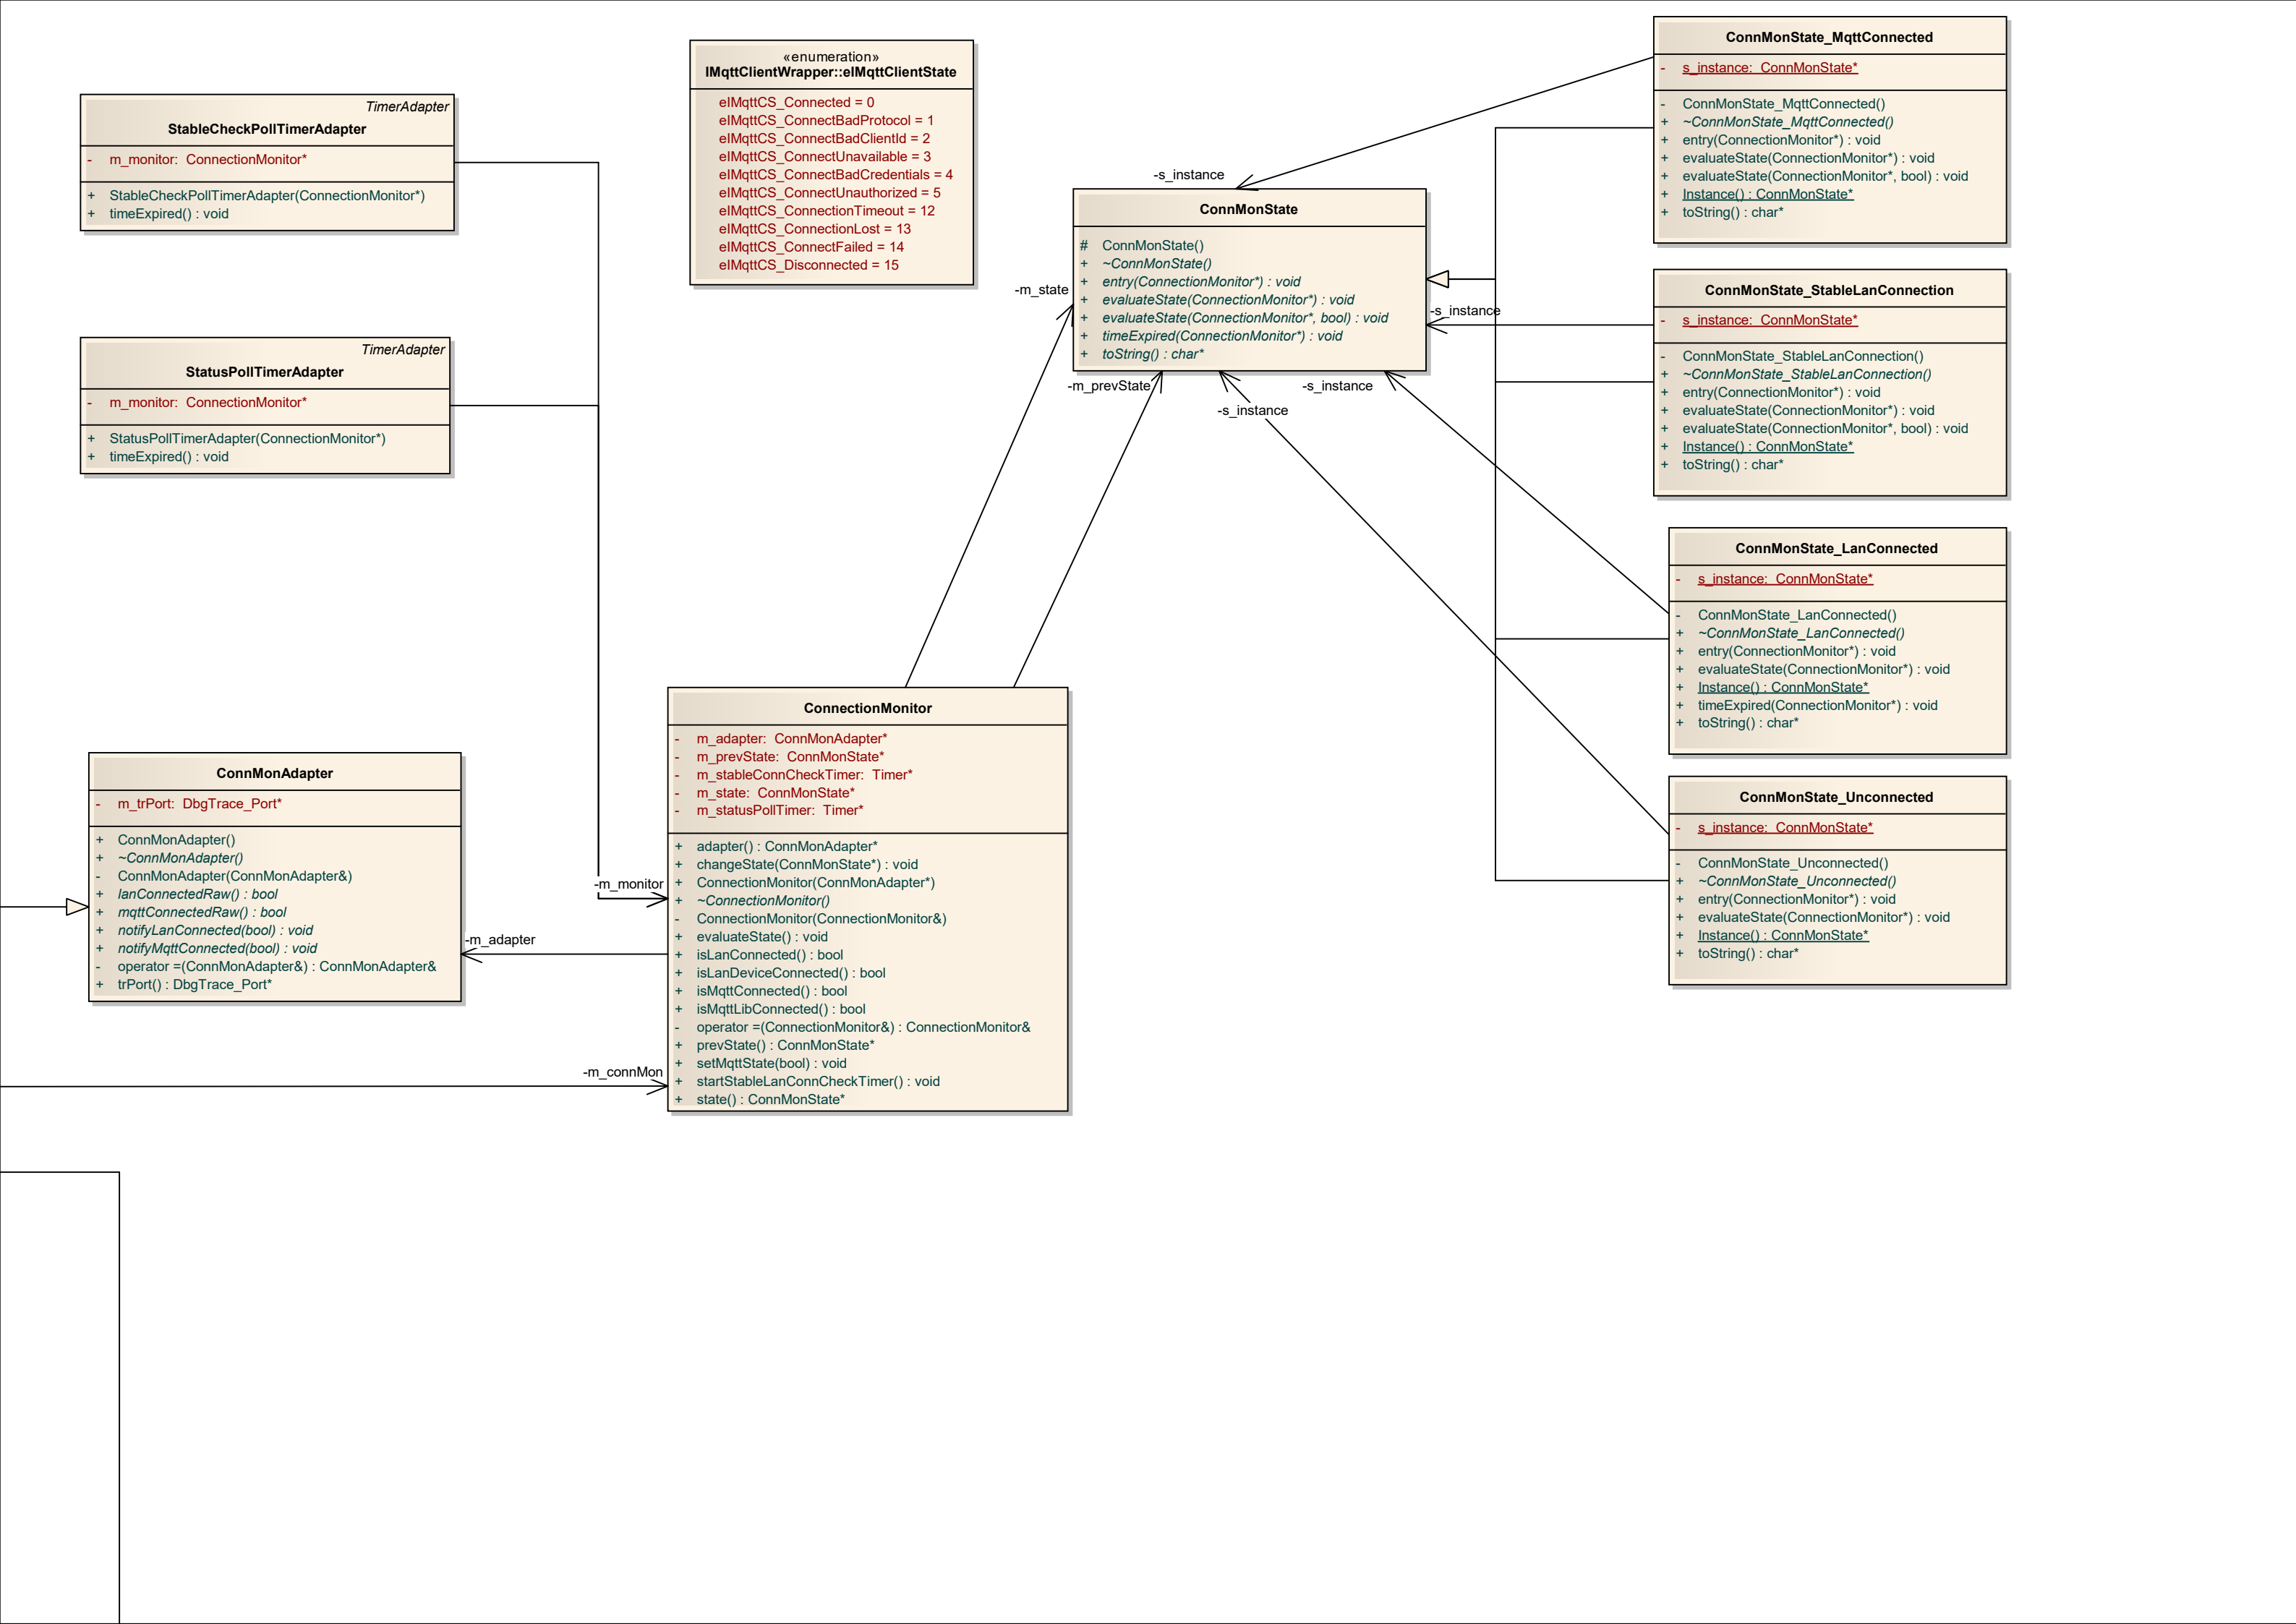 TimerAdapter
StableCheckPollTimerAdapter
- m_monitor: ConnectionMonitor*
+ StableCheckPollTimerAdapter(ConnectionMonitor*)
+ timeExpired() : void
TimerAdapter
StatusPollTimerAdapter
- m_monitor: ConnectionMonitor*
+ StatusPollTimerAdapter(ConnectionMonitor*)
+ timeExpired() : void
ConnMonAdapter
- m_trPort: DbgTrace_Port*
+ ConnMonAdapter()
+ ~ConnMonAdapter()
- ConnMonAdapter(ConnMonAdapter&)
+ lanConnectedRaw() : bool
+ mqttConnectedRaw() : bool
+ notifyLanConnected(bool) : void
+ notifyMqttConnected(bool) : void
- operator =(ConnMonAdapter&) : ConnMonAdapter&
+ trPort() : DbgTrace_Port*
«enumeration»
IMqttClientWrapper::eIMqttClientState
eIMqttCS_Connected = 0
eIMqttCS_ConnectBadProtocol = 1
eIMqttCS_ConnectBadClientId = 2
eIMqttCS_ConnectUnavailable = 3
eIMqttCS_ConnectBadCredentials = 4
eIMqttCS_ConnectUnauthorized = 5
eIMqttCS_ConnectionTimeout = 12
eIMqttCS_ConnectionLost = 13
eIMqttCS_ConnectFailed = 14
eIMqttCS_Disconnected = 15
-m_monitor
-m_adapter
-m_connMon
ConnectionMonitor
- m_adapter: ConnMonAdapter*
- m_prevState: ConnMonState*
- m_stableConnCheckTimer: Timer*
- m_state: ConnMonState*
- m_statusPollTimer: Timer*
+ adapter() : ConnMonAdapter*
+ changeState(ConnMonState*) : void
+ ConnectionMonitor(ConnMonAdapter*)
+ ~ConnectionMonitor()
- ConnectionMonitor(ConnectionMonitor&)
+ evaluateState() : void
+ isLanConnected() : bool
+ isLanDeviceConnected() : bool
+ isMqttConnected() : bool
+ isMqttLibConnected() : bool
- operator =(ConnectionMonitor&) : ConnectionMonitor&
+ prevState() : ConnMonState*
+ setMqttState(bool) : void
+ startStableLanConnCheckTimer() : void
+ state() : ConnMonState*
-s_instance
-m_state
ConnMonState
# ConnMonState()
+ ~ConnMonState()
+ entry(ConnectionMonitor*) : void
+ evaluateState(ConnectionMonitor*) : void
+ evaluateState(ConnectionMonitor*, bool) : void
+ timeExpired(ConnectionMonitor*) : void
+ toString() : char*
-s_instance
-m_prevState
-s_instance
-s_instance
ConnMonState_MqttConnected
- s_instance: ConnMonState*
- ConnMonState_MqttConnected()
+ ~ConnMonState_MqttConnected()
+ entry(ConnectionMonitor*) : void
+ evaluateState(ConnectionMonitor*) : void
+ evaluateState(ConnectionMonitor*, bool) : void
+ Instance() : ConnMonState*
+ toString() : char*
ConnMonState_StableLanConnection
- s_instance: ConnMonState*
- ConnMonState_StableLanConnection()
+ ~ConnMonState_StableLanConnection()
+ entry(ConnectionMonitor*) : void
+ evaluateState(ConnectionMonitor*) : void
+ evaluateState(ConnectionMonitor*, bool) : void
+ Instance() : ConnMonState*
+ toString() : char*
ConnMonState_LanConnected
- s_instance: ConnMonState*
- ConnMonState_LanConnected()
+ ~ConnMonState_LanConnected()
+ entry(ConnectionMonitor*) : void
+ evaluateState(ConnectionMonitor*) : void
+ Instance() : ConnMonState*
+ timeExpired(ConnectionMonitor*) : void
+ toString() : char*
ConnMonState_Unconnected
- s_instance: ConnMonState*
- ConnMonState_Unconnected()
+ ~ConnMonState_Unconnected()
+ entry(ConnectionMonitor*) : void
+ evaluateState(ConnectionMonitor*) : void
+ Instance() : ConnMonState*
+ toString() : char*